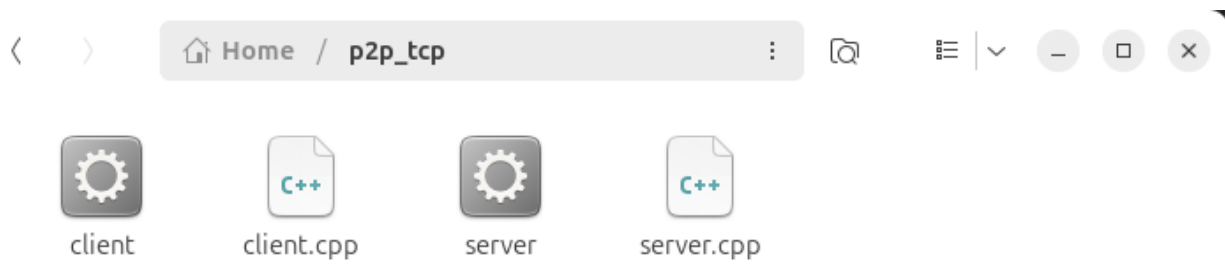 Home / p2p_tcp
C++ C++
client client.cpp server server.cpp